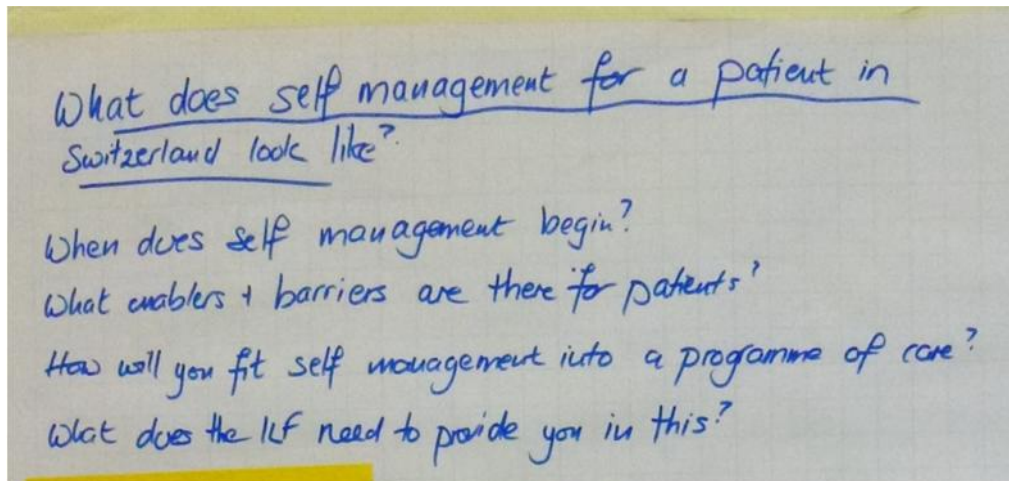 What does self management for a patient in
Switzerland look like?
When does self management begin?
What enablers + barriers are there for patients?
How will you fit self management into a programme of care?
What does the ICF need to provide you in this?